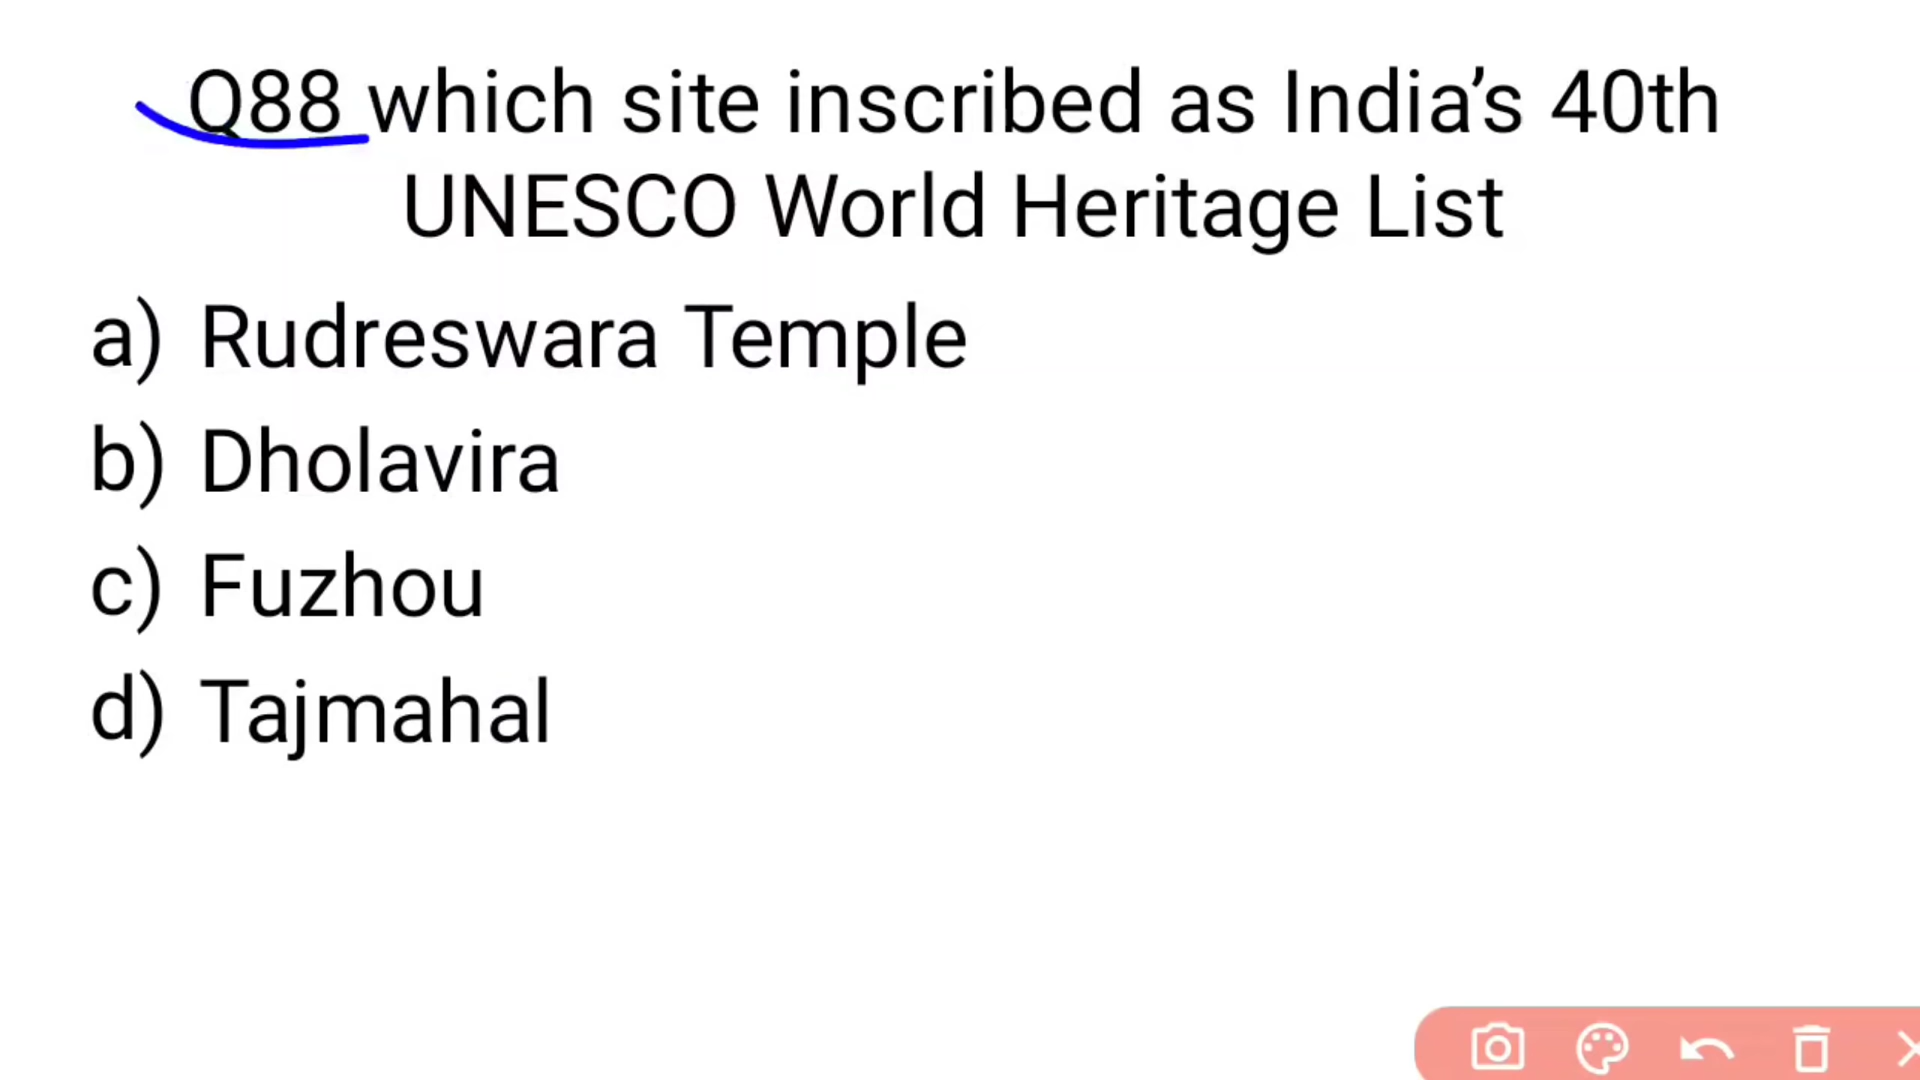 Q88 which site inscribed as India’s 40th
UNESCO World Heritage List
a) Rudreswara Temple
b) Dholavira
c) Fuzhou
d) Tajmahal